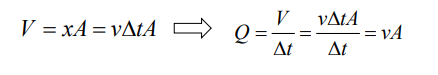 V = xA = vΔtA ⇒ Q = V/Δt = vΔtA/Δt = vA